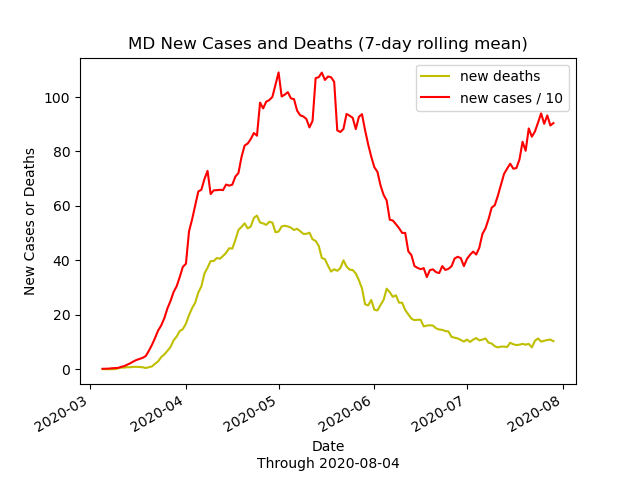 MD New Cases and Deaths (7-day rolling mean)
new deaths
new cases / 10
New Cases or Deaths
100
80
60
40
20
0
2020-03
2020-04
2020-05
2020-06
2020-07
2020-08
Date
Through 2020-08-04